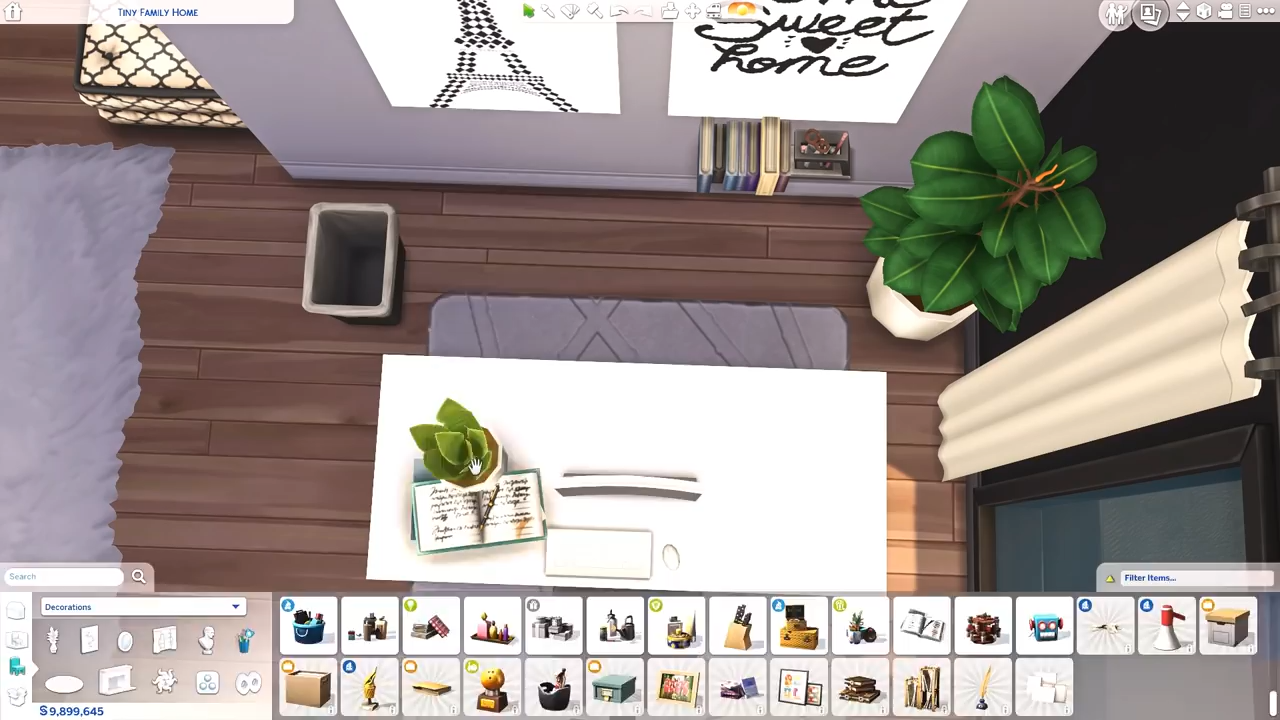 Tiny Family Home
Sweet
home
Search
Filter Items...
Decorations
§9,899,645